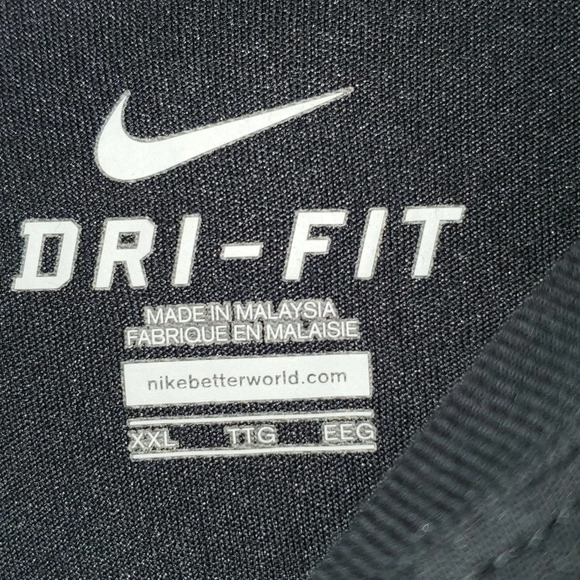 DRI-FIT
MADE IN MALAYSIA
FABRIQUE EN MALAISIE
nikebetterworld.com
XXL TTG EEG